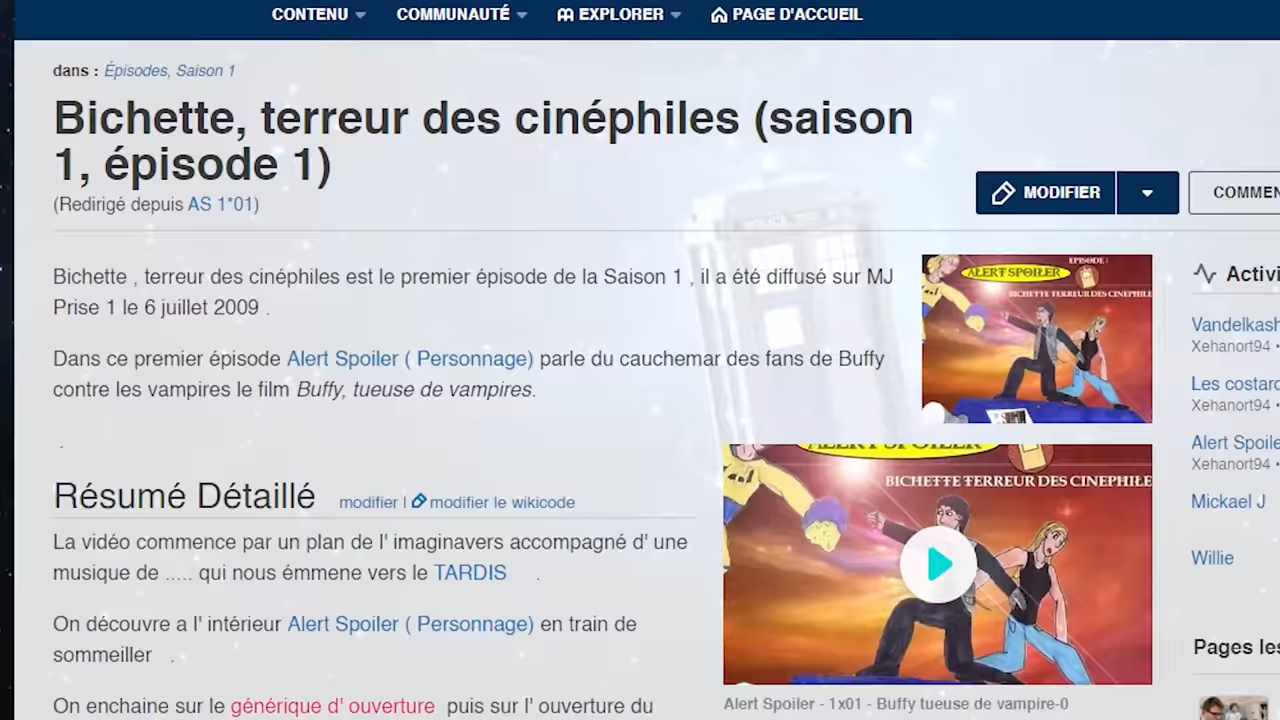 CONTENU
COMMUNAUTÉ
EXPLORER
PAGE D'ACCUEIL
dans : Épisodes, Saison 1
Bichette, terreur des cinéphiles (saison
1, épisode 1)
(Redirigé depuis AS 1*01)
MODIFIER
COMMEN
Bichette , terreur des cinéphiles est le premier épisode de la Saison 1 , il a été diffusé sur MJ
Prise 1 le 6 juillet 2009 .
Dans ce premier épisode Alert Spoiler ( Personnage) parle du cauchemar des fans de Buffy
contre les vampires le film Buffy, tueuse de vampires.
.
EPISODE 1
ALERT SPOILER
BICHETTE TERREUR DES CINEPHILE
Activi
Vandelkash
Xehanort94 •
Les costard
Xehanort94 •
Alert Spoile
Xehanort94 •
Mickael J
Willie
Pages les
ALERT SPOILER
BICHETTE TERREUR DES CINEPHILE
Alert Spoiler - 1x01 - Buffy tueuse de vampire-0
Résumé Détaillé modifier | modifier le wikicode
La vidéo commence par un plan de l' imaginavers accompagné d' une
musique de ..... qui nous émmene vers le TARDIS .
On découvre a l' intérieur Alert Spoiler ( Personnage) en train de
sommeiller .
On enchaine sur le générique d' ouverture puis sur l' ouverture du